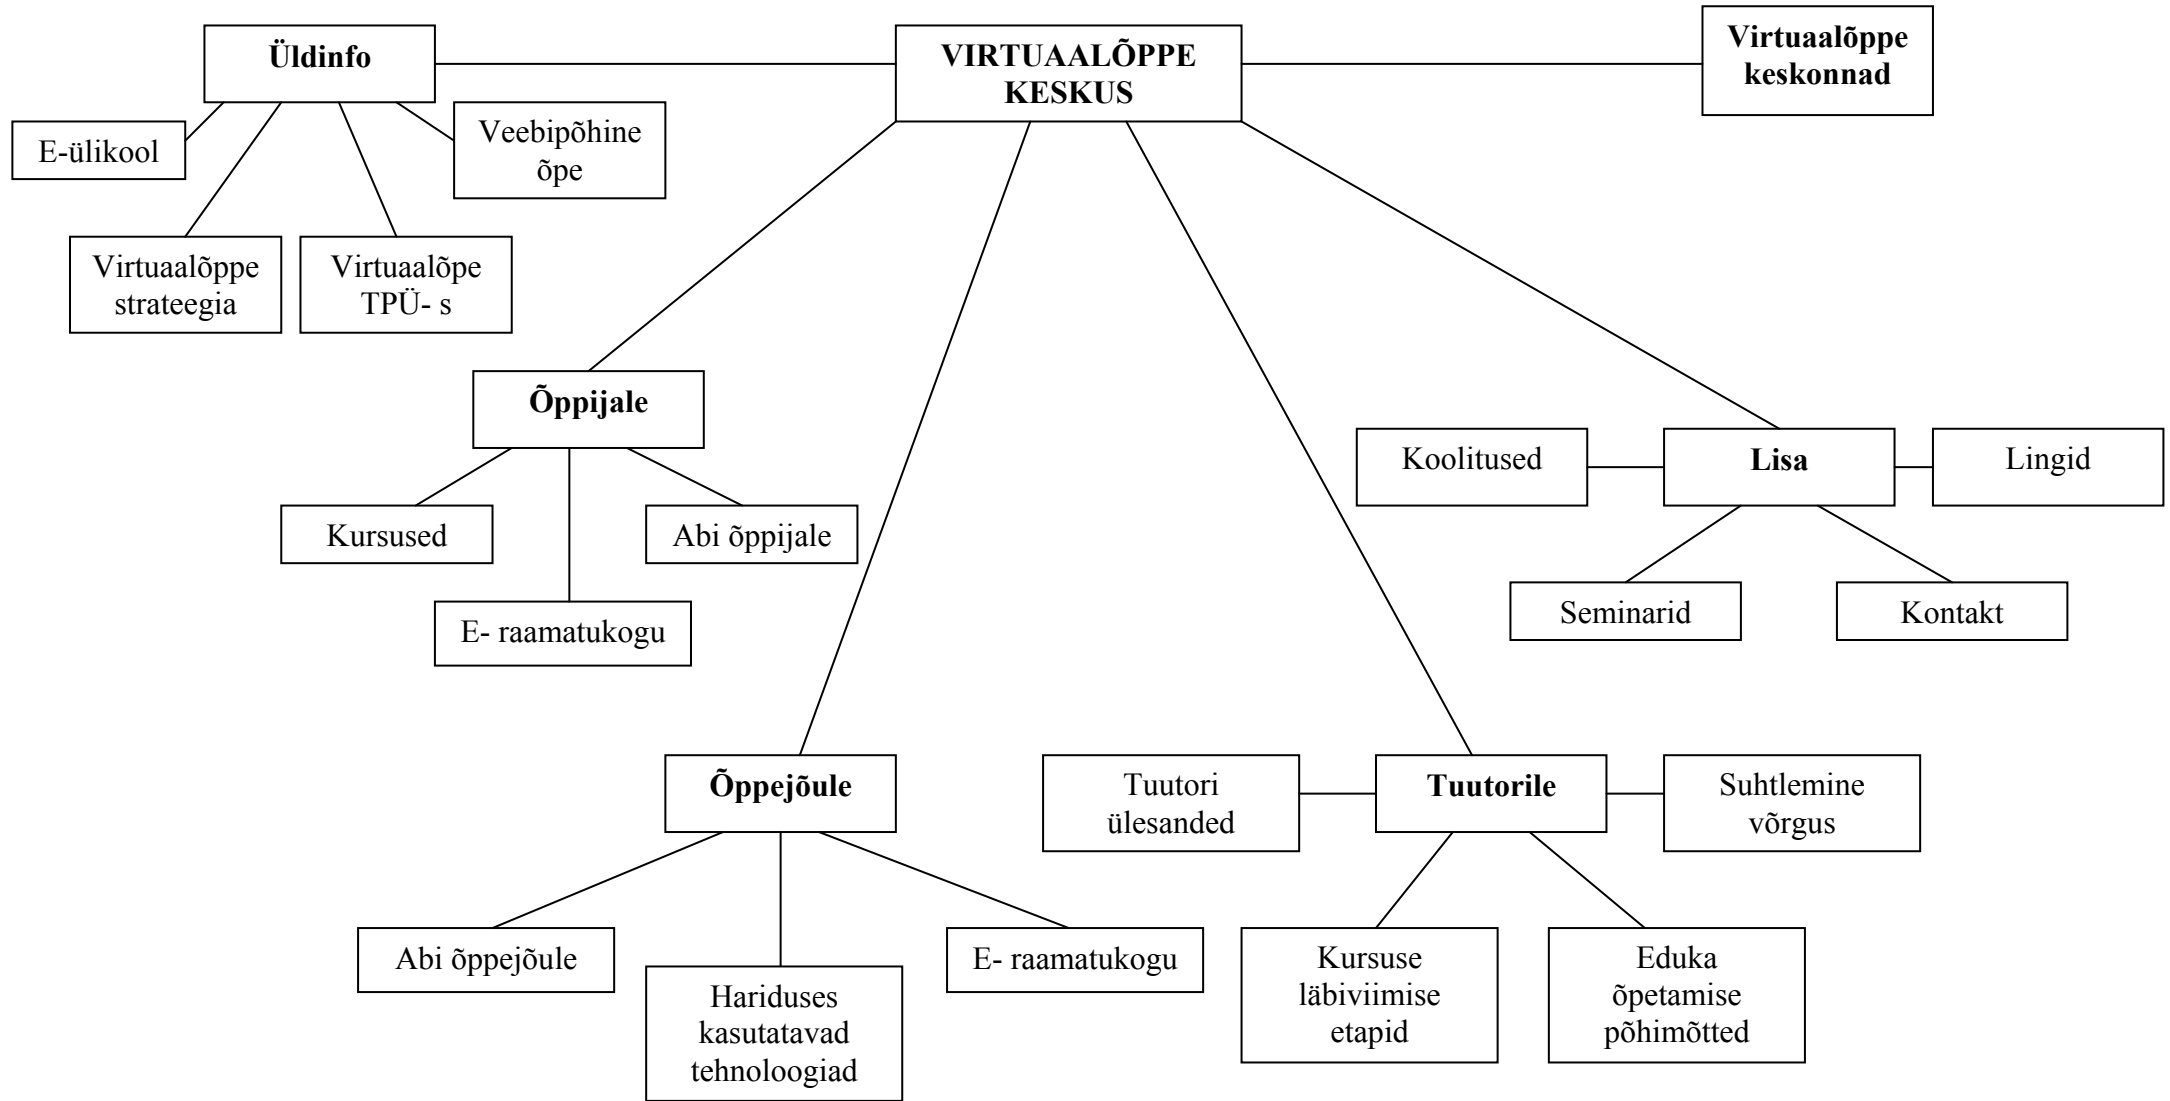 Üldinfo
VIRTUAALÕPPE
KESKUS
Virtuaalõppe
keskonnad
E-ülikool
Veebipõhine
õpe
Virtuaalõppe
strateegia
Virtuaalõpe
TPÜ- s
Õppijale
Kursused
Abi õppijale
E- raamatukogu
Koolitused
Lisa
Lingid
Seminarid
Kontakt
Õppejõule
Abi õppejõule
Hariduses
kasutatavad
tehnoloogiad
E- raamatukogu
Tuutori
ülesanded
Tuutorile
Suhtlemine
võrgus
Kursuse
läbiviimise
etapid
Eduka
õpetamise
põhimõtted